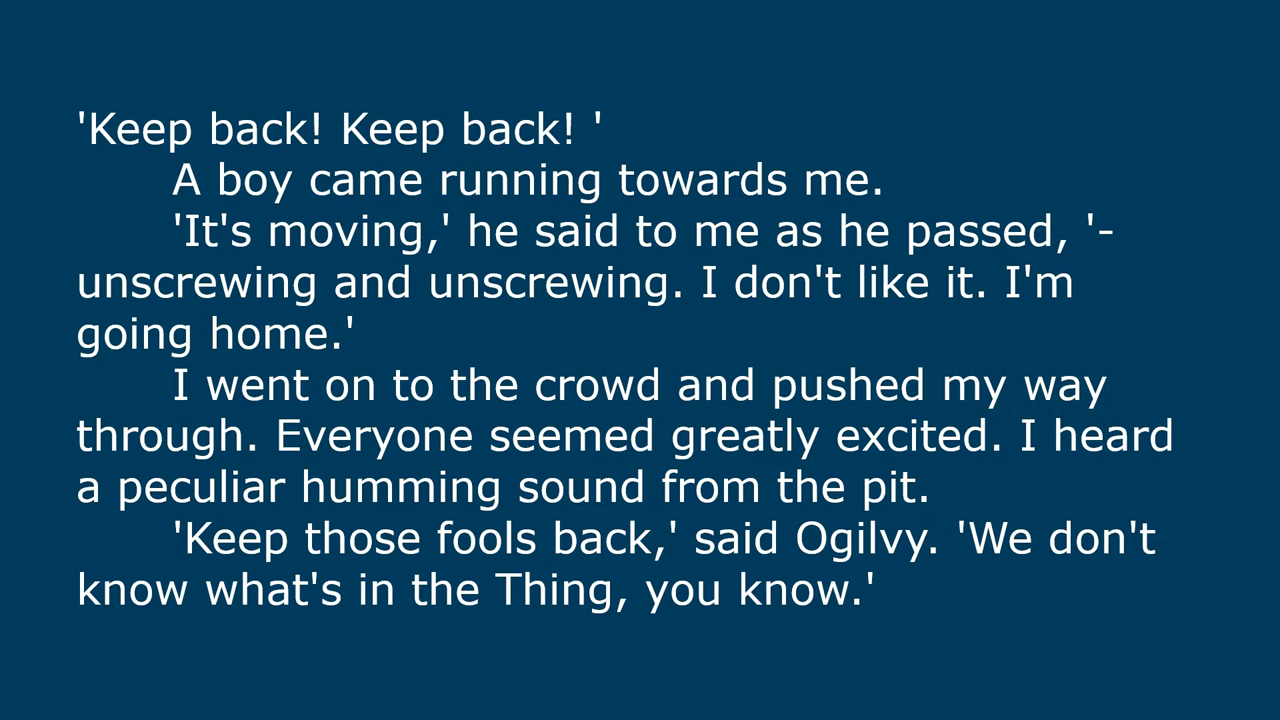 'Keep back! Keep back! '
A boy came running towards me.
'It's moving,' he said to me as he passed, '-
unscrewing and unscrewing. I don't like it. I'm
going home.'
I went on to the crowd and pushed my way
through. Everyone seemed greatly excited. I heard
a peculiar humming sound from the pit.
'Keep those fools back,' said Ogilvy. 'We don't
know what's in the Thing, you know.'